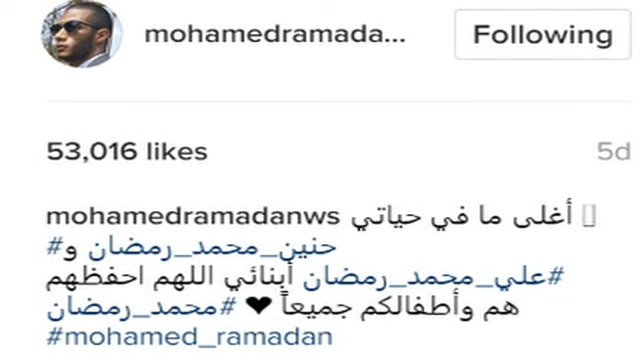 mohamedramada...
Following
53,016 likes
5d
mohamedramadanws أغلى ما في حياتي
#حنين_محمد_رمضان و
#علي_محمد_رمضان أبنائي اللهم احفظهم
هم وأطفالكم جميعاً ❤ #محمد_رمضان
#mohamed_ramadan